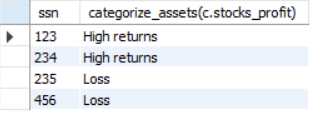 ssn categorize_assets(c.stocks_profit)
123 High returns
234 High returns
235 Loss
456 Loss